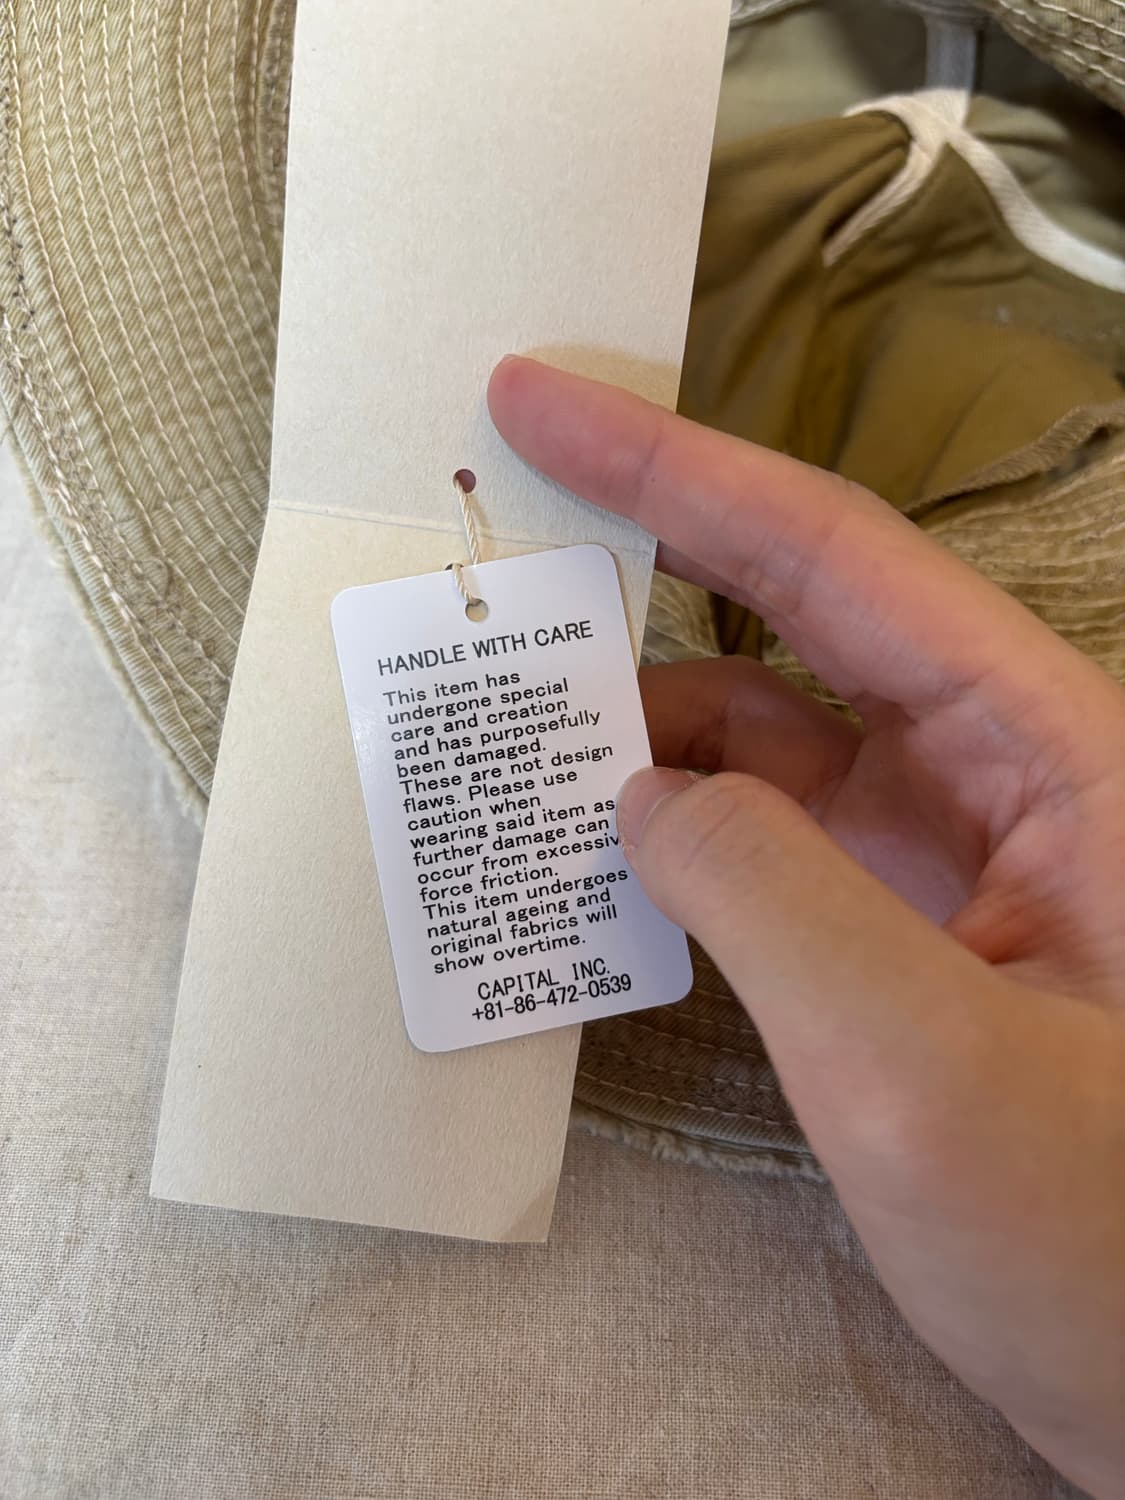 HANDLE WITH CARE
This item has
undergone special
care and creation
and has purposefully
been damaged.
These are not design
flaws. Please use
caution when
wearing said item as
further damage can
occur from excessiv
force friction.
This item undergoes
natural ageing and
original fabrics will
show overtime.
CAPITAL INC.
+81-86-472-0539